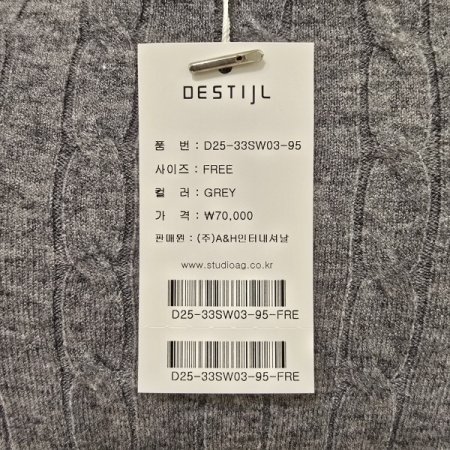 DESTIJL
품 번 : D25-33SW03-95
사이즈 : FREE
컬 러 : GREY
가 격 : ₩70,000
판매원 : (주)A&H인터내셔날
www.studioag.co.kr
D25-33SW03-95-FRE
D25-33SW03-95-FRE